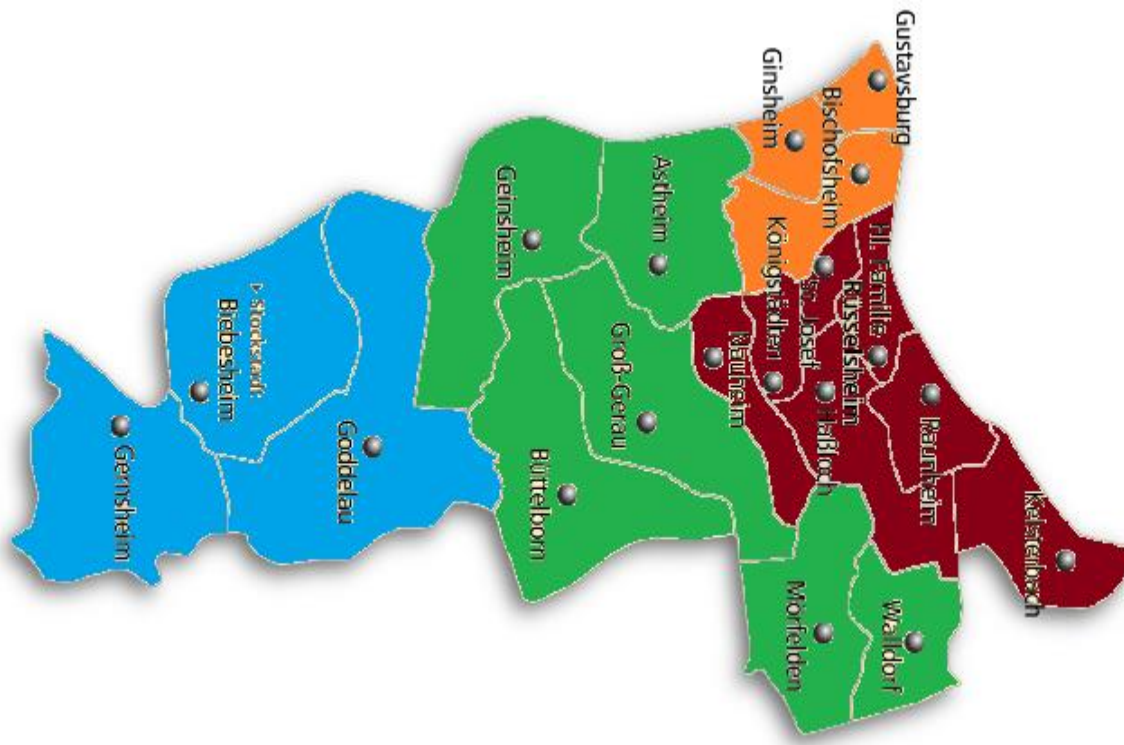 Kelsterbach
Raunheim
Gustavsburg
Walldorf
Hl. Familie
Rüsselsheim
Bischofsheim
Haßloch
St. Josef
Mörfelden
Königstädten
Ginsheim
Nauheim
Astheim
Groß-Gerau
Büttelborn
Geinsheim
Goddelau
▹ Stockstadt
Biebesheim
Gernsheim